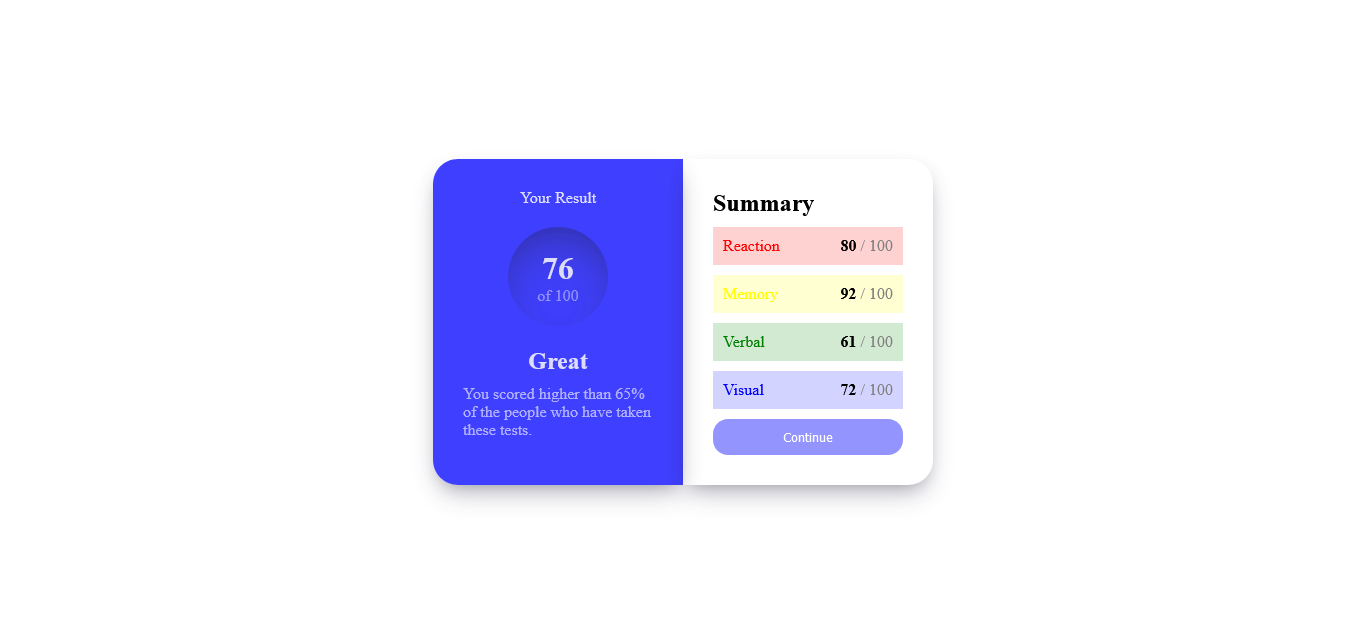 Your Result
76
of 100
Great
You scored higher than 65%
of the people who have taken
these tests.
Summary
Reaction 80 / 100
Memory 92 / 100
Verbal 61 / 100
Visual 72 / 100
Continue